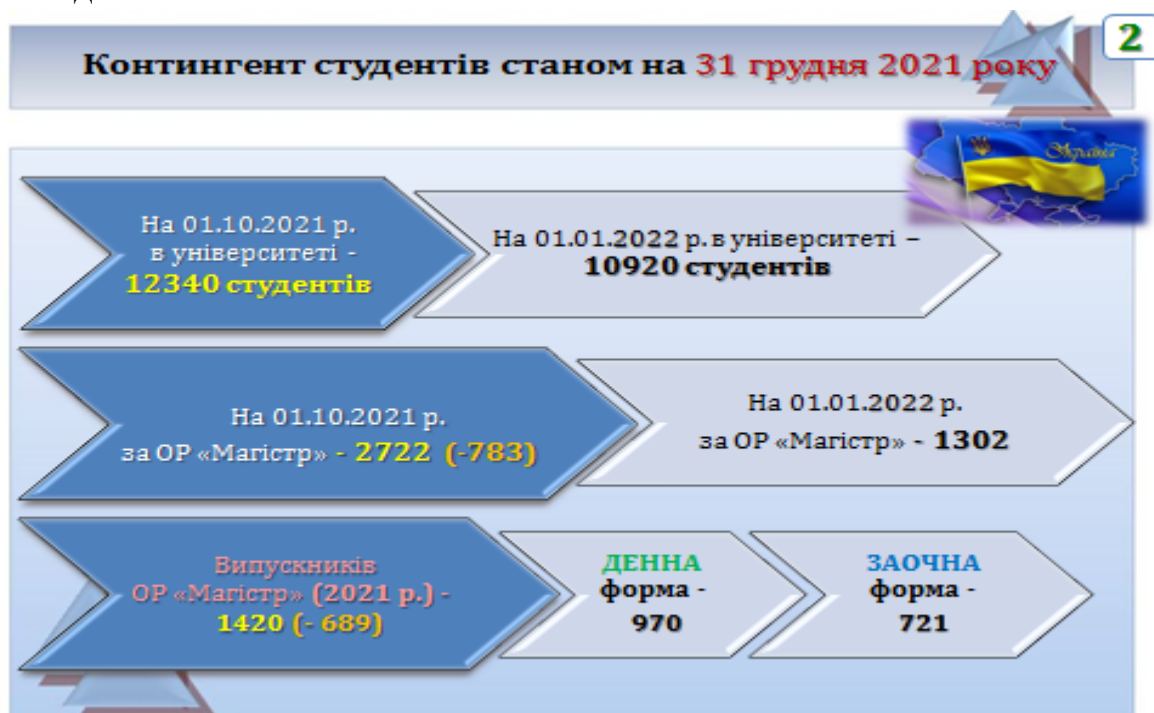 2
Контингент студентів станом на 31 грудня 2021 року
Україна
На 01.10.2021 р.
в університеті -
12340 студентів
На 01.01.2022 р. в університеті –
10920 студентів
На 01.10.2021 р.
за ОР «Магістр» - 2722 (-783)
На 01.01.2022 р.
за ОР «Магістр» - 1302
Випускників
ОР «Магістр» (2021 р.) -
1420 (- 689)
ДЕННА
форма -
970
ЗАОЧНА
форма -
721